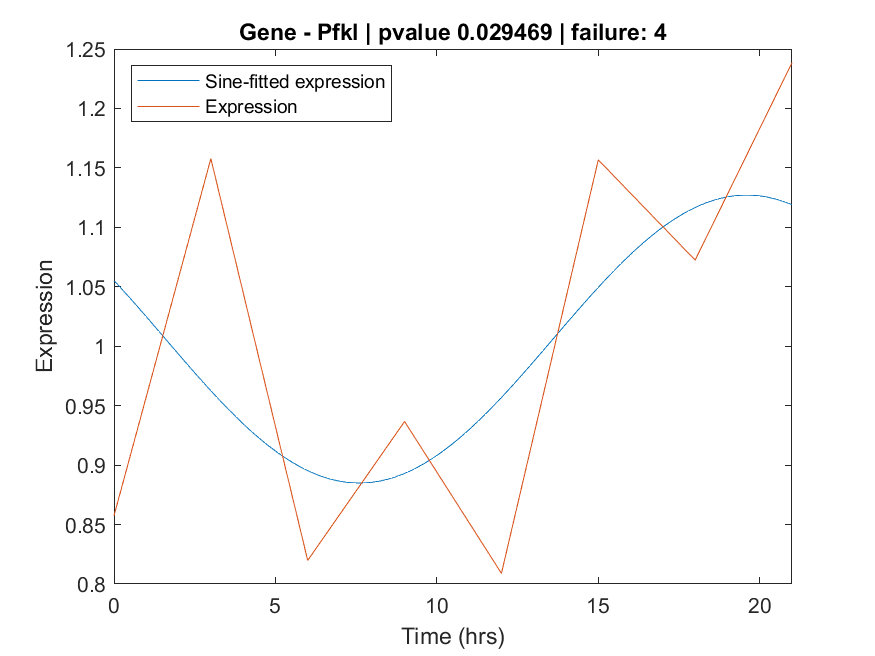 Gene - Pfkl | pvalue 0.029469 | failure: 4
1.25
1.2
1.15
1.1
1.05
1
0.95
0.9
0.85
0.8
Expression
Sine-fitted expression
Expression
0 5 10 15 20
Time (hrs)